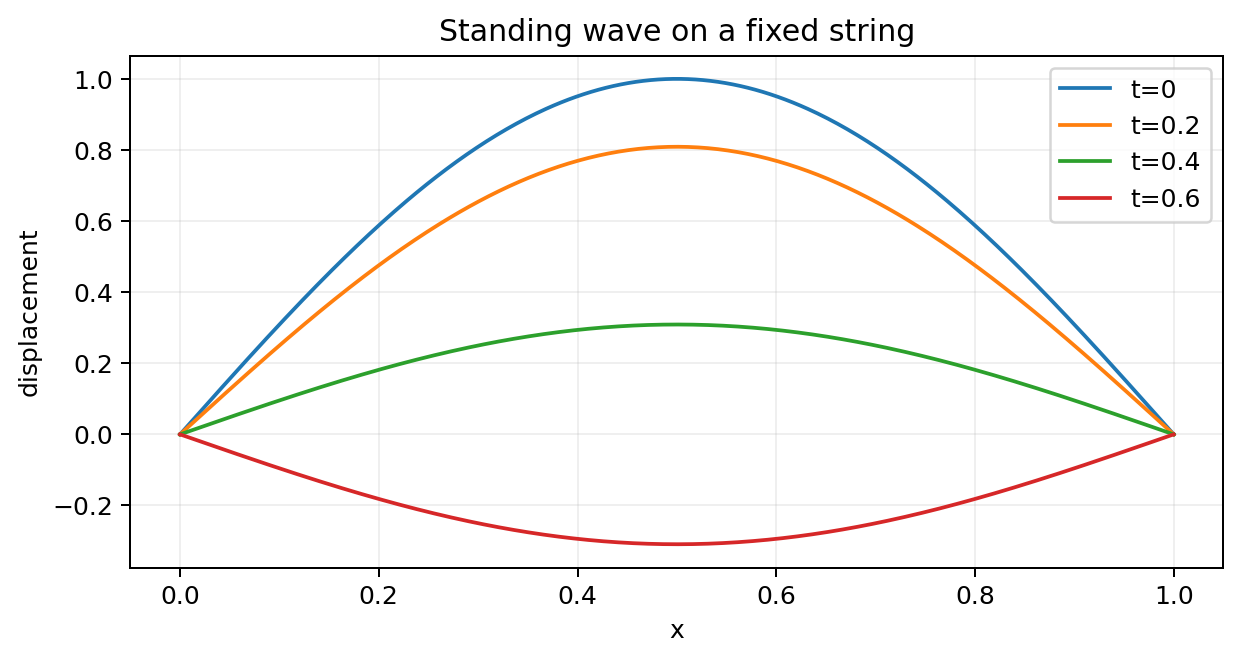 Standing wave on a fixed string
t=0
t=0.2
t=0.4
t=0.6
1.0
0.8
0.6
0.4
0.2
0.0
−0.2
displacement
0.0 0.2 0.4 0.6 0.8 1.0
x